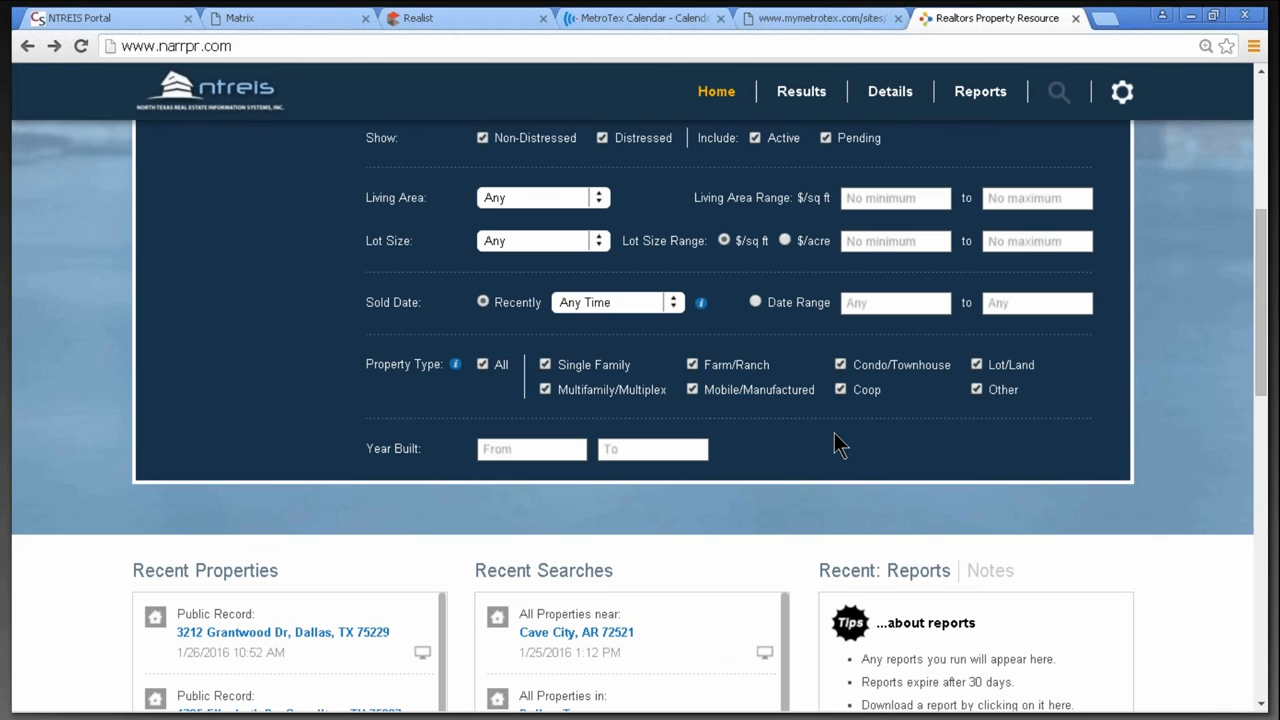 NTREIS Portal
Matrix
Realist
MetroTex Calendar - Calenda
www.mymetrotex.com/sites/
Realtors Property Resource
www.narrpr.com
ntreis
NORTH TEXAS REAL ESTATE INFORMATION SYSTEMS, INC.
Home Results Details Reports
Show: Non-Distressed Distressed Include: Active Pending
Living Area: Any Living Area Range: $/sq ft No minimum to No maximum
Lot Size: Any Lot Size Range: $/sq ft $/acre No minimum to No maximum
Sold Date: Recently Any Time Date Range Any to Any
Property Type: All Single Family Farm/Ranch Condo/Townhouse Lot/Land
Multifamily/Multiplex Mobile/Manufactured Coop Other
Year Built: From To
Recent Properties
Public Record:
3212 Grantwood Dr, Dallas, TX 75229
1/26/2016 10:52 AM
Public Record:
Recent Searches
All Properties near:
Cave City, AR 72521
1/25/2016 1:12 PM
All Properties in:
Recent: Reports Notes
Tips ...about reports
Any reports you run will appear here.
Reports expire after 30 days.
Download a report by clicking on it here.